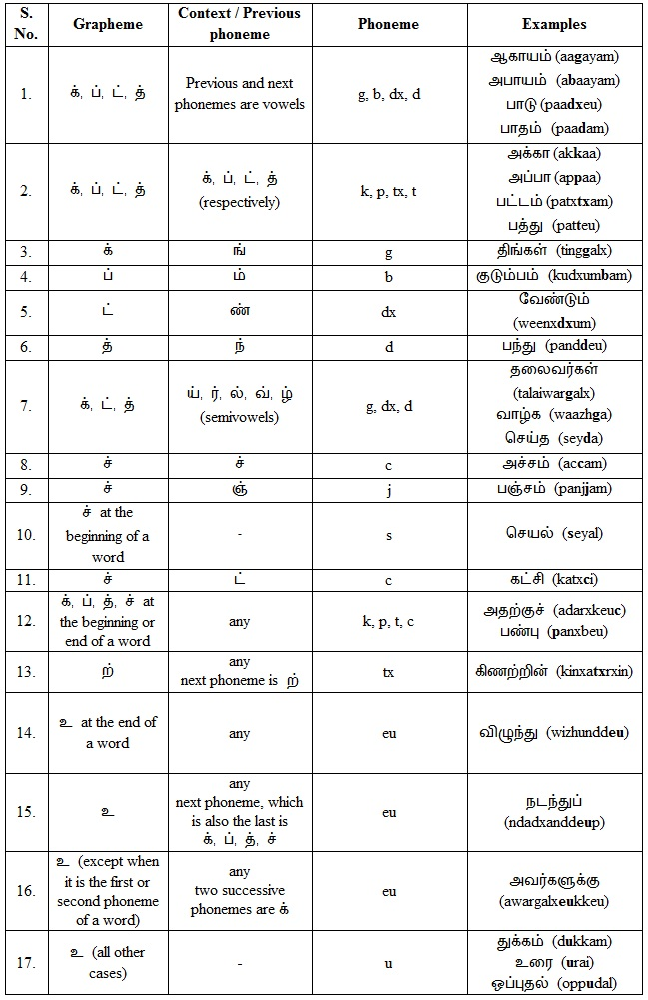 S. No. | Grapheme | Context / Previous phoneme | Phoneme | Examples
1. | க், ப், ட், த் | Previous and next phonemes are vowels | g, b, dx, d | ஆகாயம் (aagayam)
அபாயம் (abaayam)
பாடு (paadxeu)
பாதம் (paadam)
2. | க், ப், ட், த் | க், ப், ட், த் (respectively) | k, p, tx, t | அக்கா (akkaa)
அப்பா (appaa)
பட்டம் (patxtxam)
பத்து (patteu)
3. | க் | ங் | g | திங்கள் (tinggalx)
4. | ப் | ம் | b | குடும்பம் (kudxumbam)
5. | ட் | ண் | dx | வேண்டும் (weenxdxum)
6. | த் | ந் | d | பந்து (panddeu)
7. | க், ட், த் | ய், ர், ல், வ், ழ் (semivowels) | g, dx, d | தலைவர்கள் (talaiwargalx)
வாழ்க (waazhga)
செய்த (seyda)
8. | ச் | ச் | c | அச்சம் (accam)
9. | ச் | ஞ் | j | பஞ்சம் (panjjam)
10. | ச் at the beginning of a word | - | s | செயல் (seyal)
11. | ச் | ட் | c | கட்சி (katxci)
12. | க், ப், த், ச் at the beginning or end of a word | any | k, p, t, c | அதற்குச் (adarxkeuc)
பண்பு (panxbeu)
13. | ற் | any next phoneme is ற் | tx | கிணற்றின் (kinxatxrxin)
14. | உ at the end of a word | any | eu | விழுந்து (wizhunddeu)
15. | உ | any next phoneme, which is also the last is க், ப், த், ச் | eu | நடந்துப் (ndadxanddeup)
16. | உ (except when it is the first or second phoneme of a word) | any two successive phonemes are க் | eu | அவர்களுக்கு (awargalxeukkeu)
17. | உ (all other cases) | - | u | துக்கம் (dukkam)
உரை (urai)
ஒப்புதல் (oppudal)